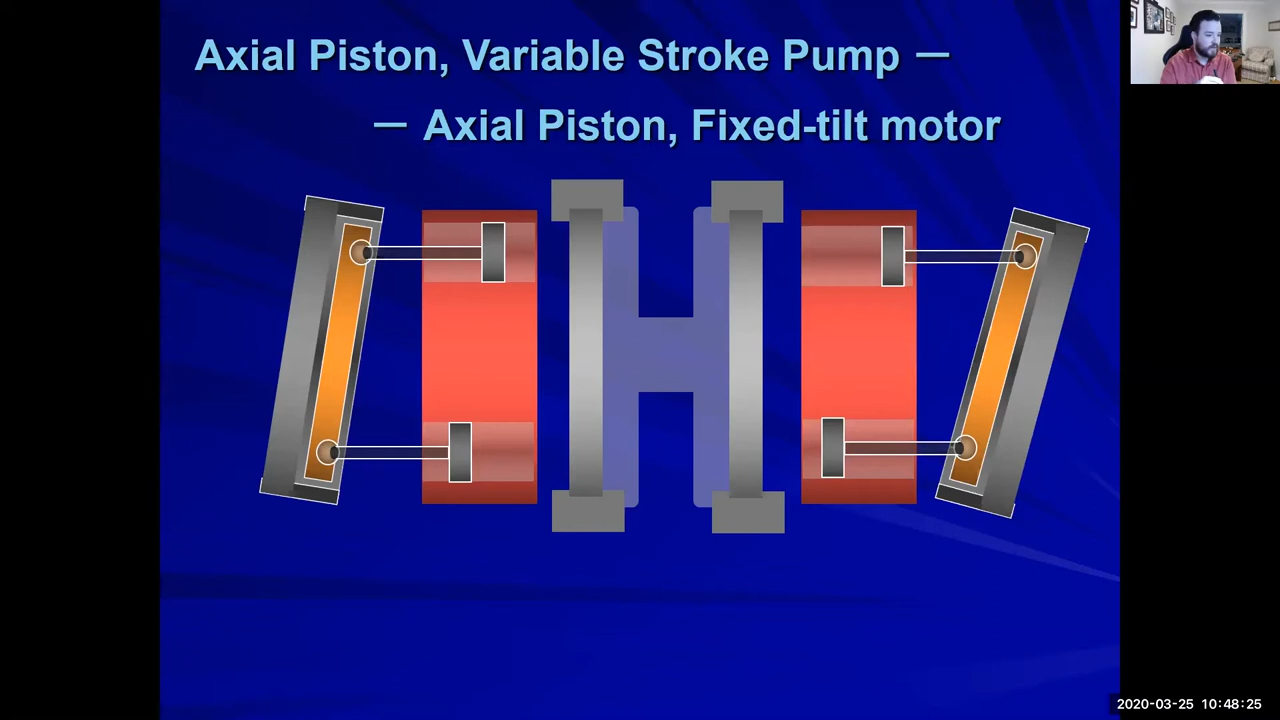 Axial Piston, Variable Stroke Pump —
— Axial Piston, Fixed-tilt motor
2020-03-25 10:48:25